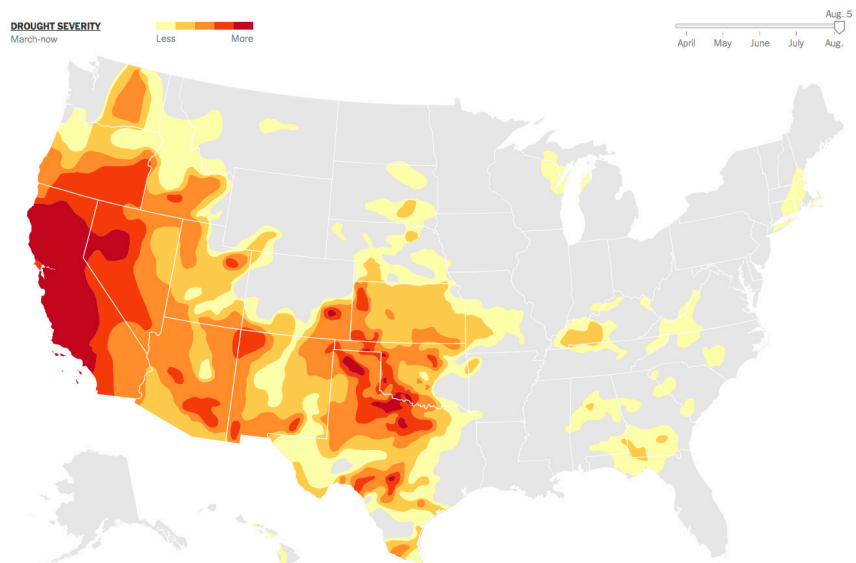 DROUGHT SEVERITY
March-now
Less More
Aug. 5
April May June July Aug.